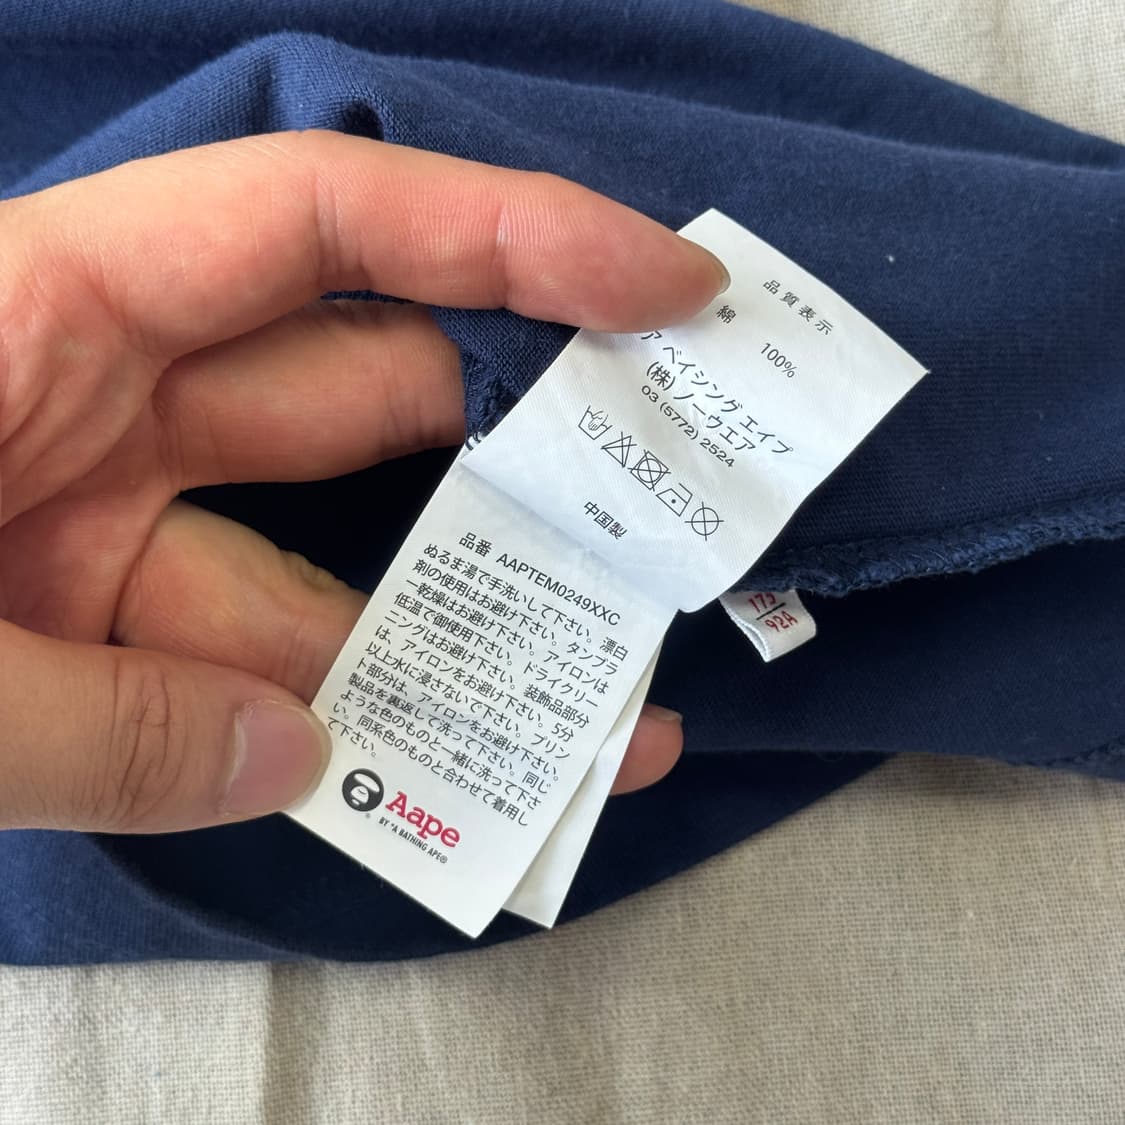 品質表示
綿
100%
ア ベイシング エイプ
(株) ノーウエア
03 (5772) 2524
中国製
品番 AAPTEM0249XXC
ぬるま湯で手洗いして下さい。漂白
剤の使用はお避け下さい。タンブラ
ー乾燥はお避け下さい。アイロンは
低温で御使用下さい。ドライクリー
ニングはお避け下さい。装飾品部分
は、アイロンをお避け下さい。5分
以上水に浸さないで下さい。プリン
ト部分は、アイロンをお避け下さい。
製品を裏返して洗って下さい。同じ
ような色のものと一緒に洗って下さ
い。同系色のものと合わせて着用し
て下さい。
Aape
BY *A BATHING APE®
175
92A